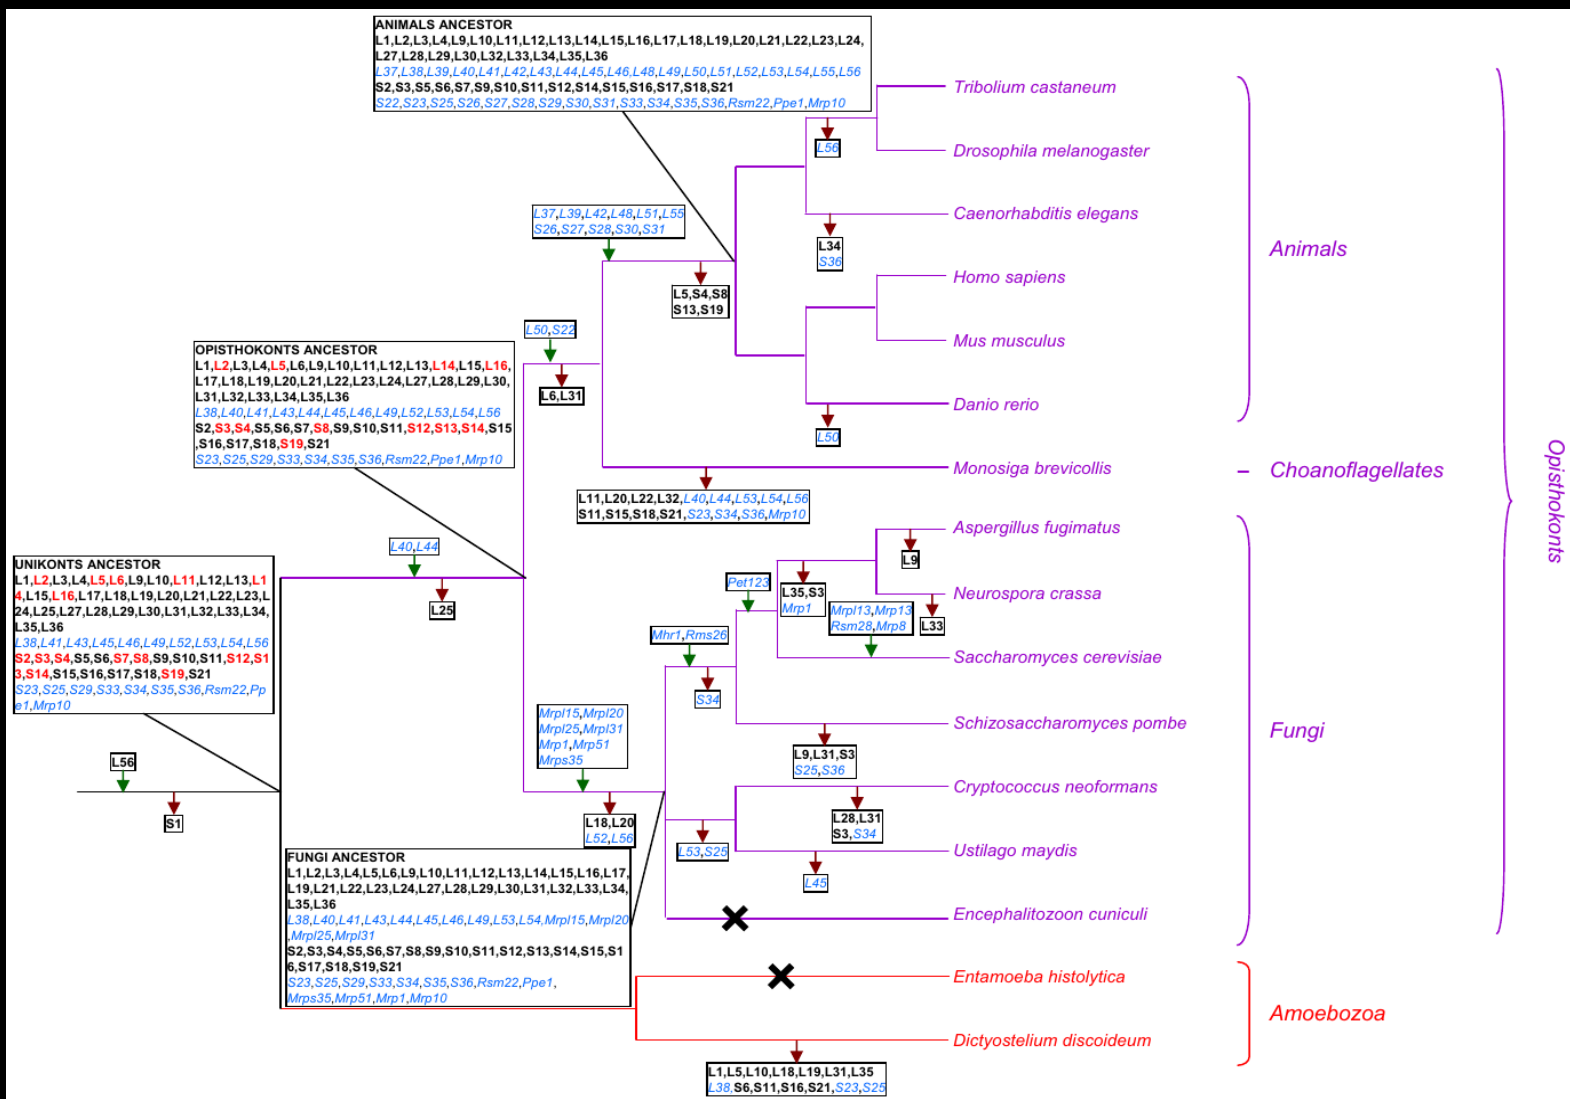 ANIMALS ANCESTOR
L1,L2,L3,L4,L9,L10,L11,L12,L13,L14,L15,L16,L17,L18,L19,L20,L21,L22,L23,L24,
L27,L28,L29,L30,L32,L33,L34,L35,L36
L37,L38,L39,L40,L41,L42,L43,L44,L45,L46,L48,L49,L50,L51,L52,L53,L54,L55,L56
S2,S3,S5,S6,S7,S9,S10,S11,S12,S14,S15,S16,S17,S18,S21
S22,S23,S25,S26,S27,S28,S29,S30,S31,S33,S34,S35,S36,Rsm22,Ppe1,Mrp10
Tribolium castaneum
L56
Drosophila melanogaster
L37,L39,L42,L48,L51,L55
S26,S27,S28,S30,S31
Caenorhabditis elegans
L34
S36
Animals
Homo sapiens
L5,S4,S8
S13,S19
L50,S22
Mus musculus
OPISTHOKONTS ANCESTOR
L1,L2,L3,L4,L5,L6,L9,L10,L11,L12,L13,L14,L15,L16,
L17,L18,L19,L20,L21,L22,L23,L24,L27,L28,L29,L30,
L31,L32,L33,L34,L35,L36
L38,L40,L41,L43,L44,L45,L46,L49,L52,L53,L54,L56
S2,S3,S4,S5,S6,S7,S8,S9,S10,S11,S12,S13,S14,S15
,S16,S17,S18,S19,S21
S23,S25,S29,S33,S34,S35,S36,Rsm22,Ppe1,Mrp10
L6,L31
Danio rerio
L50
Monosiga brevicollis
Choanoflagellates
Opisthokonts
L11,L20,L22,L32,L40,L44,L53,L54,L56
S11,S15,S18,S21,S23,S34,S36,Mrp10
Aspergillus fugimatus
L9
L40,L44
UNIKONTS ANCESTOR
L1,L2,L3,L4,L5,L6,L9,L10,L11,L12,L13,L1
4,L15,L16,L17,L18,L19,L20,L21,L22,L23,L
24,L25,L27,L28,L29,L30,L31,L32,L33,L34,
L35,L36
L38,L41,L43,L45,L46,L49,L52,L53,L54,L56
S2,S3,S4,S5,S6,S7,S8,S9,S10,S11,S12,S1
3,S14,S15,S16,S17,S18,S19,S21
S23,S25,S29,S33,S34,S35,S36,Rsm22,Pp
e1,Mrp10
L25
Pet123
L35,S3
Mrp1
Neurospora crassa
L33
Mrpl13,Mrp13
Rsm28,Mrp8
Mhr1,Rms26
Saccharomyces cerevisiae
S34
Mrpl15,Mrpl20
Mrpl25,Mrpl31
Mrp1,Mrp51
Mrps35
Schizosaccharomyces pombe
L9,L31,S3
S25,S36
Fungi
L56
S1
Cryptococcus neoformans
L28,L31
S3,S34
L18,L20
L52,L56
L53,S25
Ustilago maydis
L45
FUNGI ANCESTOR
L1,L2,L3,L4,L5,L6,L9,L10,L11,L12,L13,L14,L15,L16,L17,
L19,L21,L22,L23,L24,L27,L28,L29,L30,L31,L32,L33,L34,
L35,L36
L38,L40,L41,L43,L44,L45,L46,L49,L53,L54,Mrpl15,Mrpl20
,Mrpl25,Mrpl31
S2,S3,S4,S5,S6,S7,S8,S9,S10,S11,S12,S13,S14,S15,S1
6,S17,S18,S19,S21
S23,S25,S29,S33,S34,S35,S36,Rsm22,Ppe1,
Mrps35,Mrp51,Mrp1,Mrp10
Encephalitozoon cuniculi
Entamoeba histolytica
Amoebozoa
Dictyostelium discoideum
L1,L5,L10,L18,L19,L31,L35
L38,S6,S11,S16,S21,S23,S25